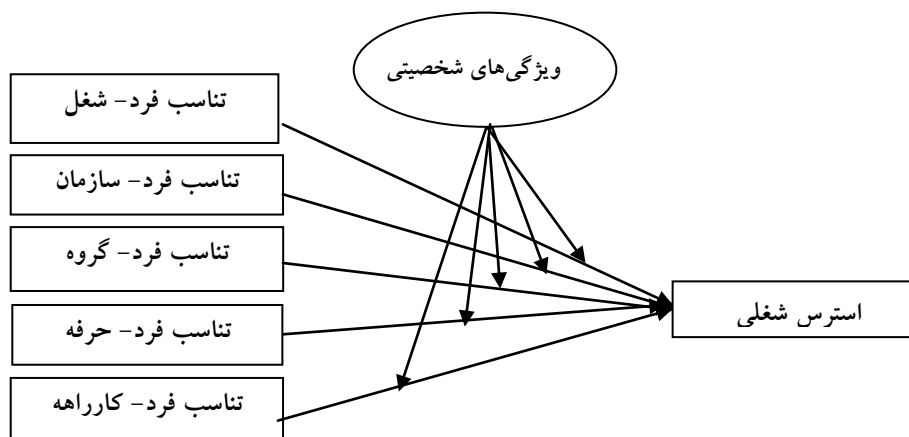 ویژگی‌های شخصیتی
تناسب فرد- شغل
تناسب فرد- سازمان
تناسب فرد- گروه
تناسب فرد- حرفه
تناسب فرد- کارراهه
استرس شغلی